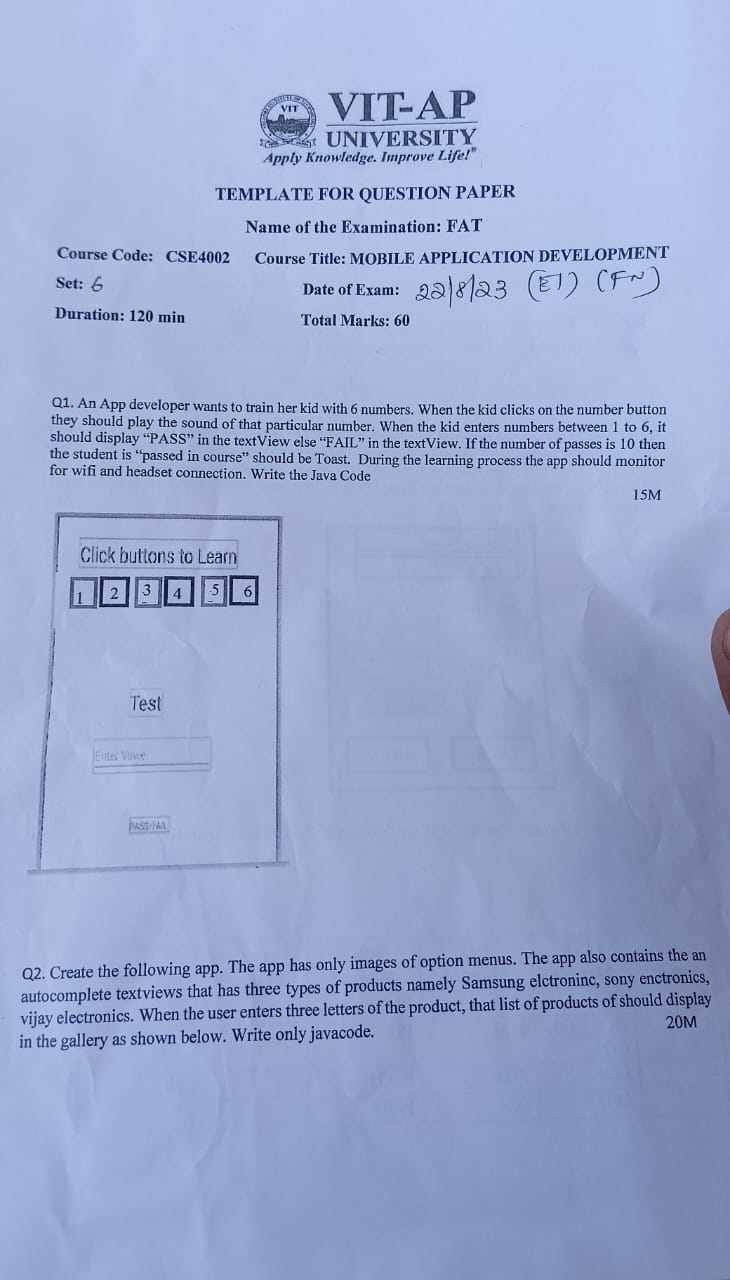 VIT
VIT-AP
UNIVERSITY
Apply Knowledge. Improve Life!"
TEMPLATE FOR QUESTION PAPER
Name of the Examination: FAT
Course Code: CSE4002 Course Title: MOBILE APPLICATION DEVELOPMENT
Set: 6 Date of Exam: 22/8/23 (E1) (FN)
Duration: 120 min Total Marks: 60
Q1. An App developer wants to train her kid with 6 numbers. When the kid clicks on the number button
they should play the sound of that particular number. When the kid enters numbers between 1 to 6, it
should display “PASS” in the textView else “FAIL” in the textView. If the number of passes is 10 then
the student is “passed in course” should be Toast. During the learning process the app should monitor
for wifi and headset connection. Write the Java Code
15M
Click buttons to Learn
1 2 3 4 5 6
Test
Enter Vowe
PASS/FAIL
Q2. Create the following app. The app has only images of option menus. The app also contains the an
autocomplete textviews that has three types of products namely Samsung elctroninc, sony enctronics,
vijay electronics. When the user enters three letters of the product, that list of products of should display
in the gallery as shown below. Write only javacode.
20M